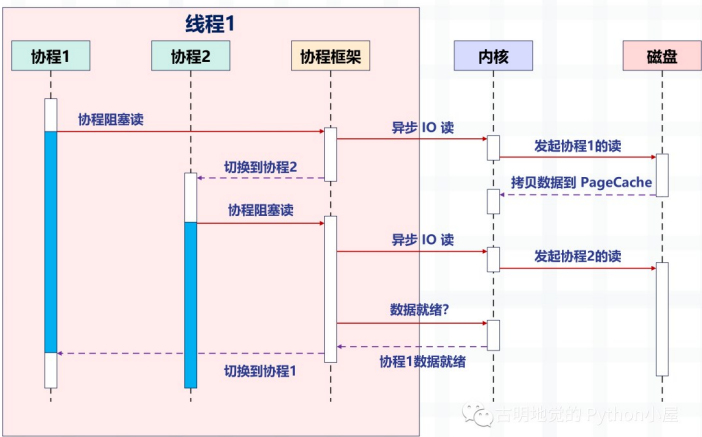 线程1
协程1
协程2
协程框架
内核
磁盘
协程阻塞读
异步 IO 读
发起协程1的读
切换到协程2
拷贝数据到 PageCache
协程阻塞读
异步 IO 读
发起协程2的读
数据就绪?
协程1数据就绪
切换到协程1
古明地觉的 Python小屋